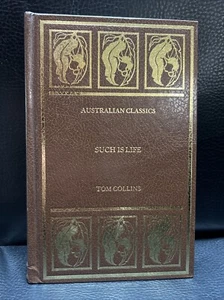 AUSTRALIAN CLASSICS
SUCH IS LIFE
TOM COLLINS